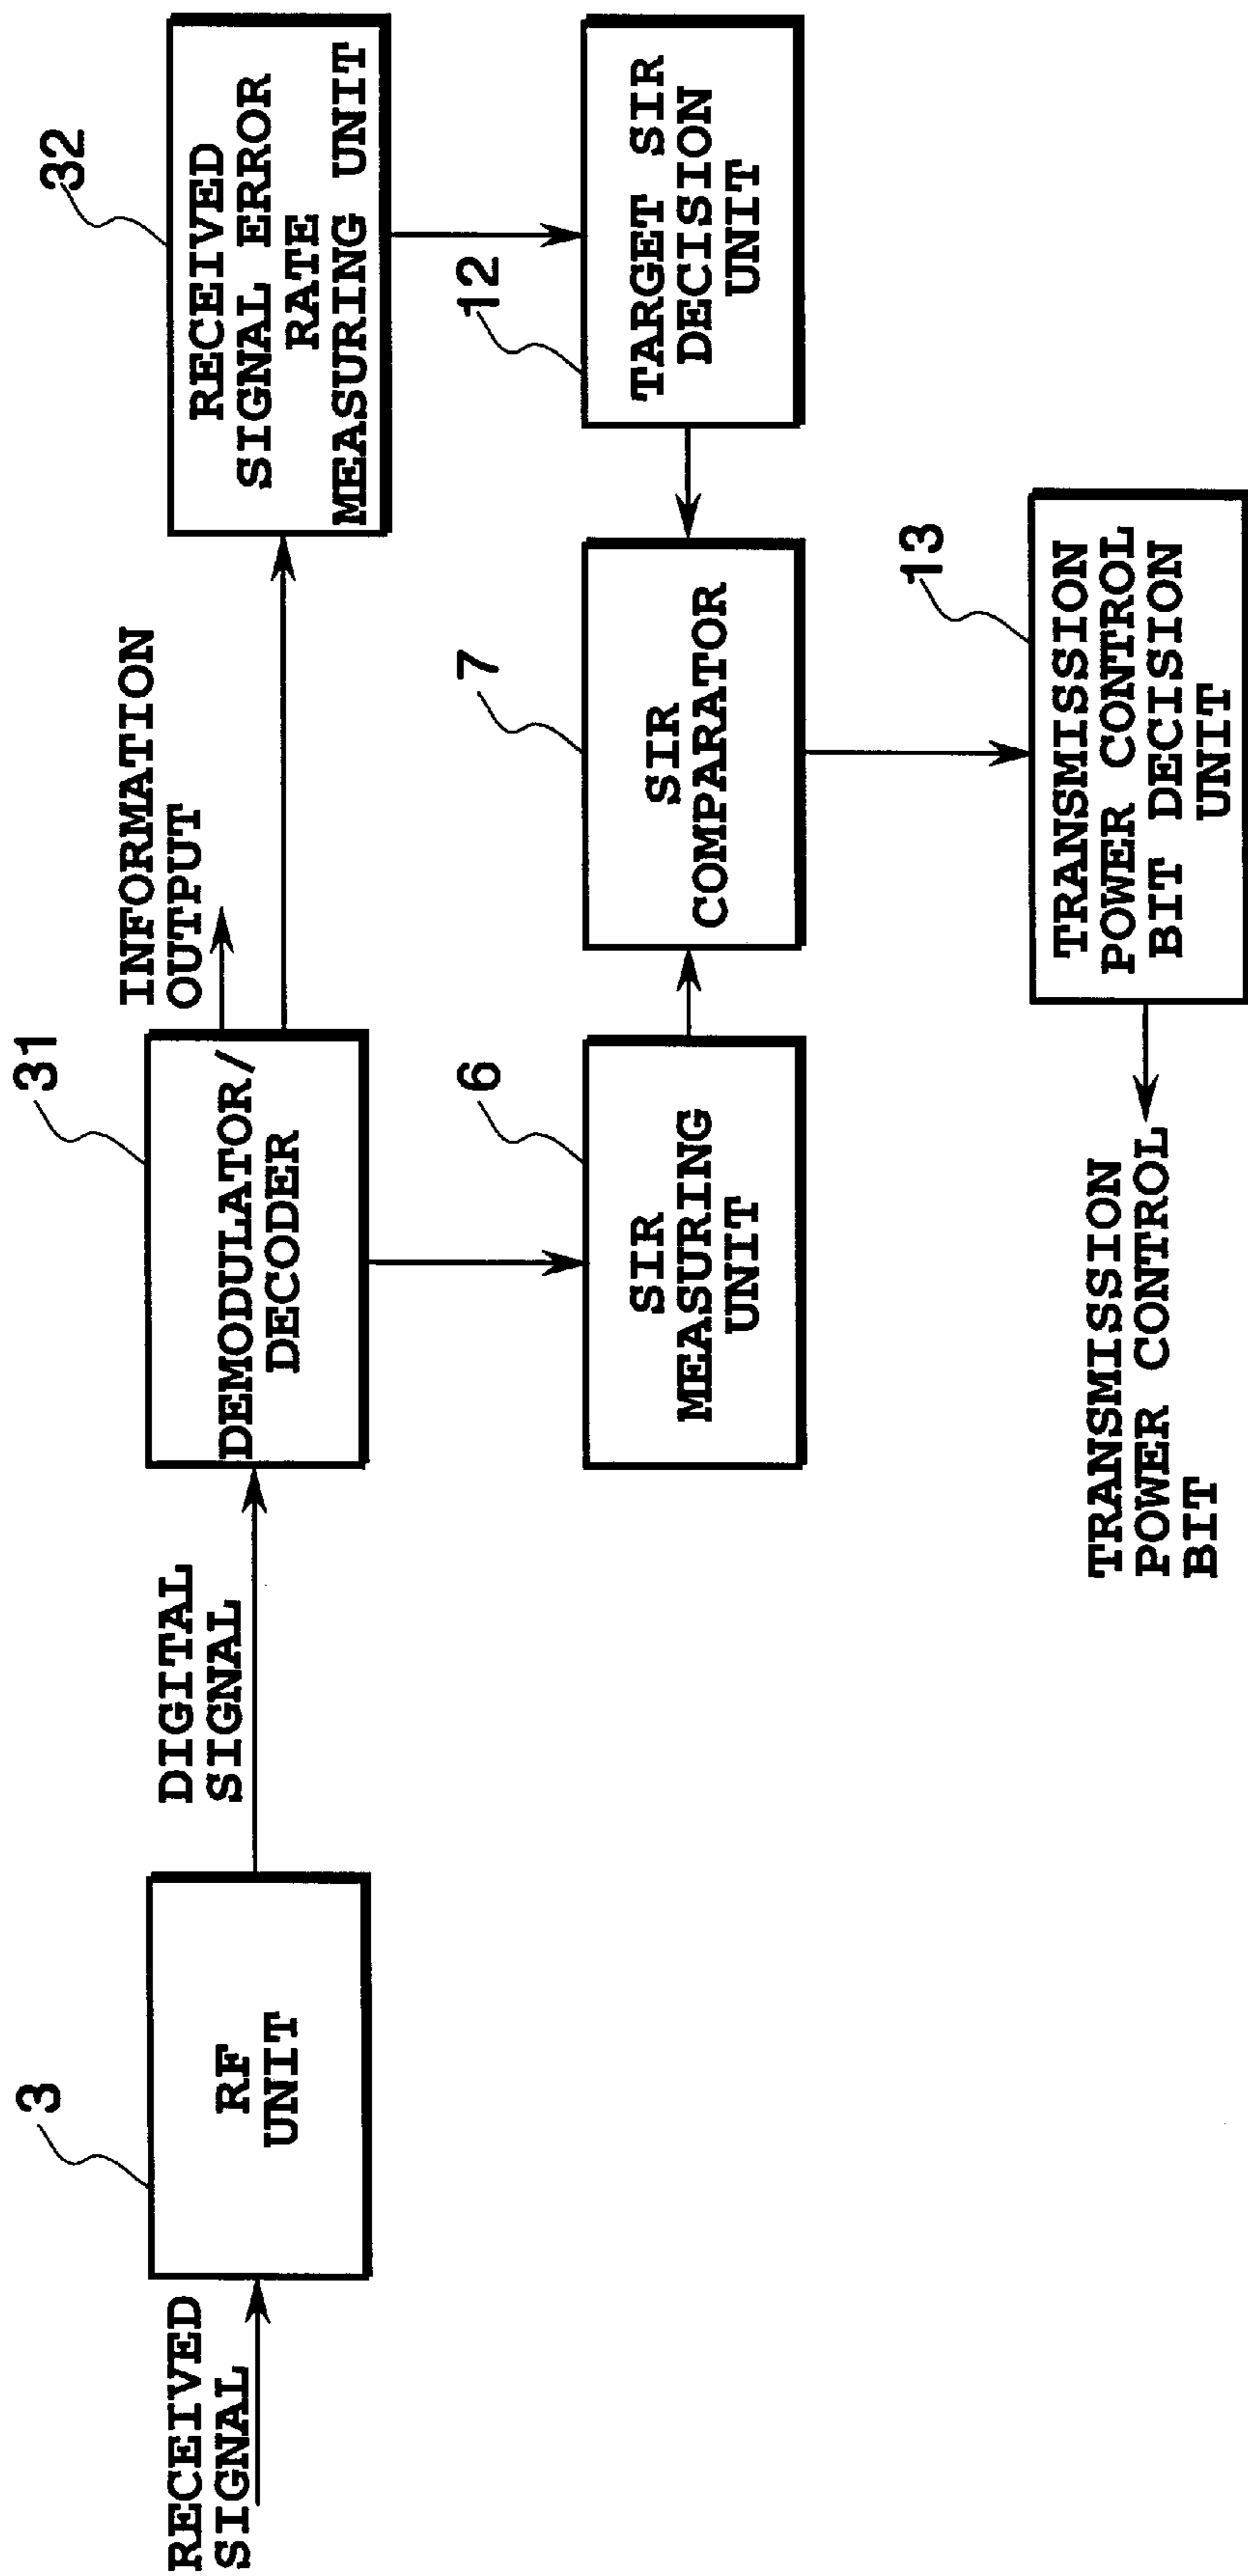 RECEIVED
SIGNAL
3
RF
UNIT
DIGITAL
SIGNAL
31
DEMODULATOR/
DECODER
INFORMATION
OUTPUT
32
RECEIVED
SIGNAL ERROR
RATE
MEASURING UNIT
6
SIR
MEASURING
UNIT
7
SIR
COMPARATOR
12
TARGET SIR
DECISION
UNIT
13
TRANSMISSION
POWER CONTROL
BIT DECISION
UNIT
TRANSMISSION
POWER CONTROL
BIT